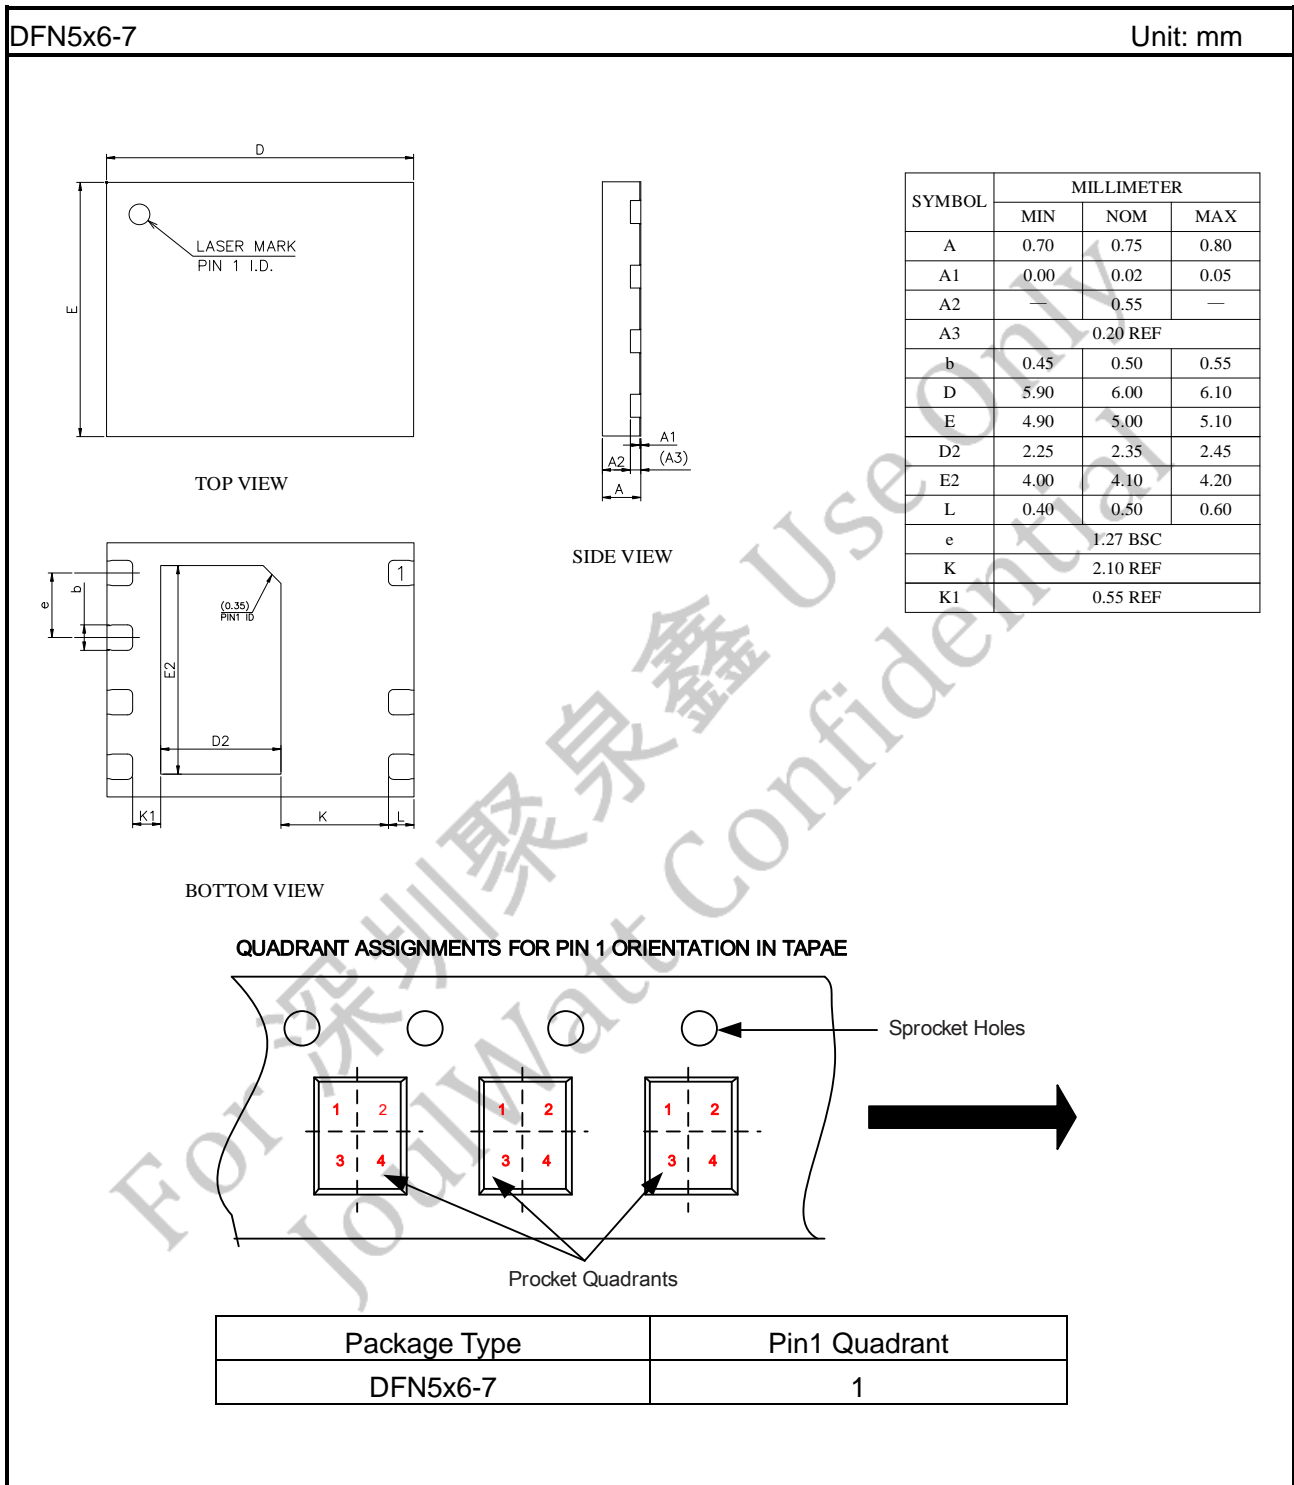 DFN5x6-7 Unit: mm
D
E
LASER MARK
PIN 1 I.D.
TOP VIEW
A1
A2 (A3)
A
SIDE VIEW
SYMBOL MILLIMETER
MIN NOM MAX
A 0.70 0.75 0.80
A1 0.00 0.02 0.05
A2 — 0.55 —
A3 0.20 REF
b 0.45 0.50 0.55
D 5.90 6.00 6.10
E 4.90 5.00 5.10
D2 2.25 2.35 2.45
E2 4.00 4.10 4.20
L 0.40 0.50 0.60
e 1.27 BSC
K 2.10 REF
K1 0.55 REF
1
e
b
(0.35)
PIN1 ID
E2
D2
K1 K L
BOTTOM VIEW
QUADRANT ASSIGNMENTS FOR PIN 1 ORIENTATION IN TAPAE
Sprocket Holes
1 2 1 2 1 2
3 4 3 4 3 4
Procket Quadrants
Package Type Pin1 Quadrant
DFN5x6-7 1
For 深圳聚泉鑫 Use Only
JoulWatt Confidential